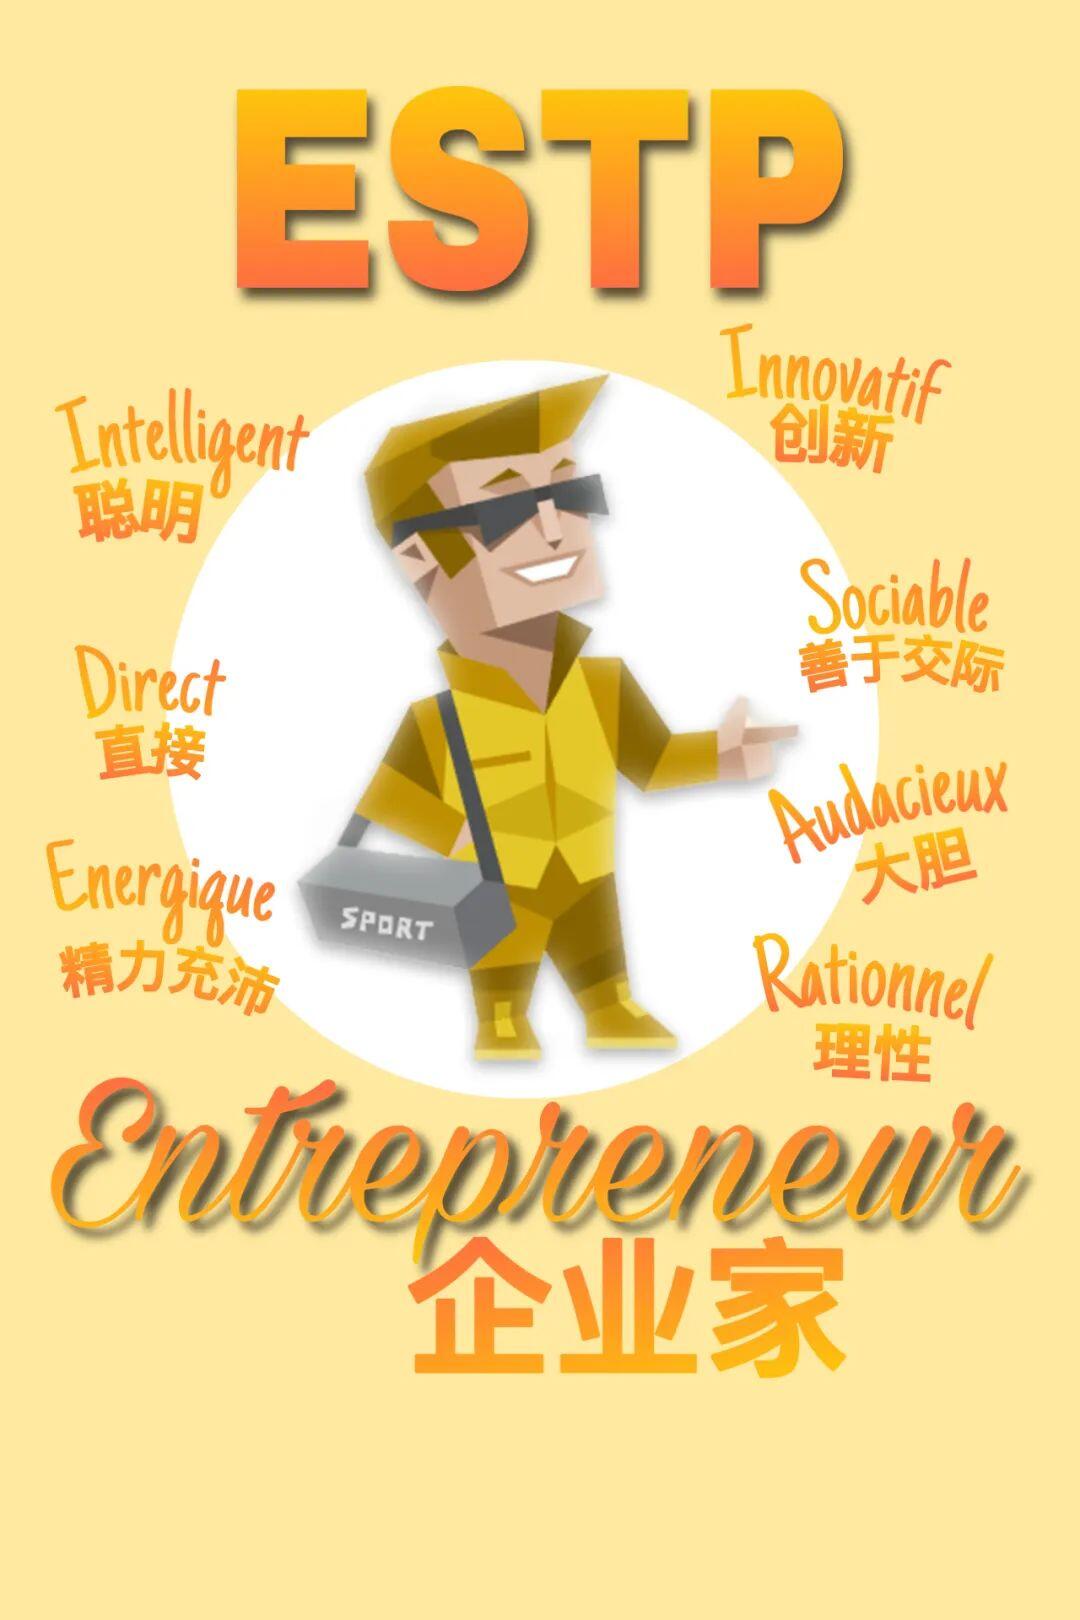 ESTP
Innovatif
创新
Intelligent
聪明
Sociable
善于交际
Direct
直接
Audacieux
大胆
Energique
精力充沛
SPORT
Rationnel
理性
Entrepreneur
企业家